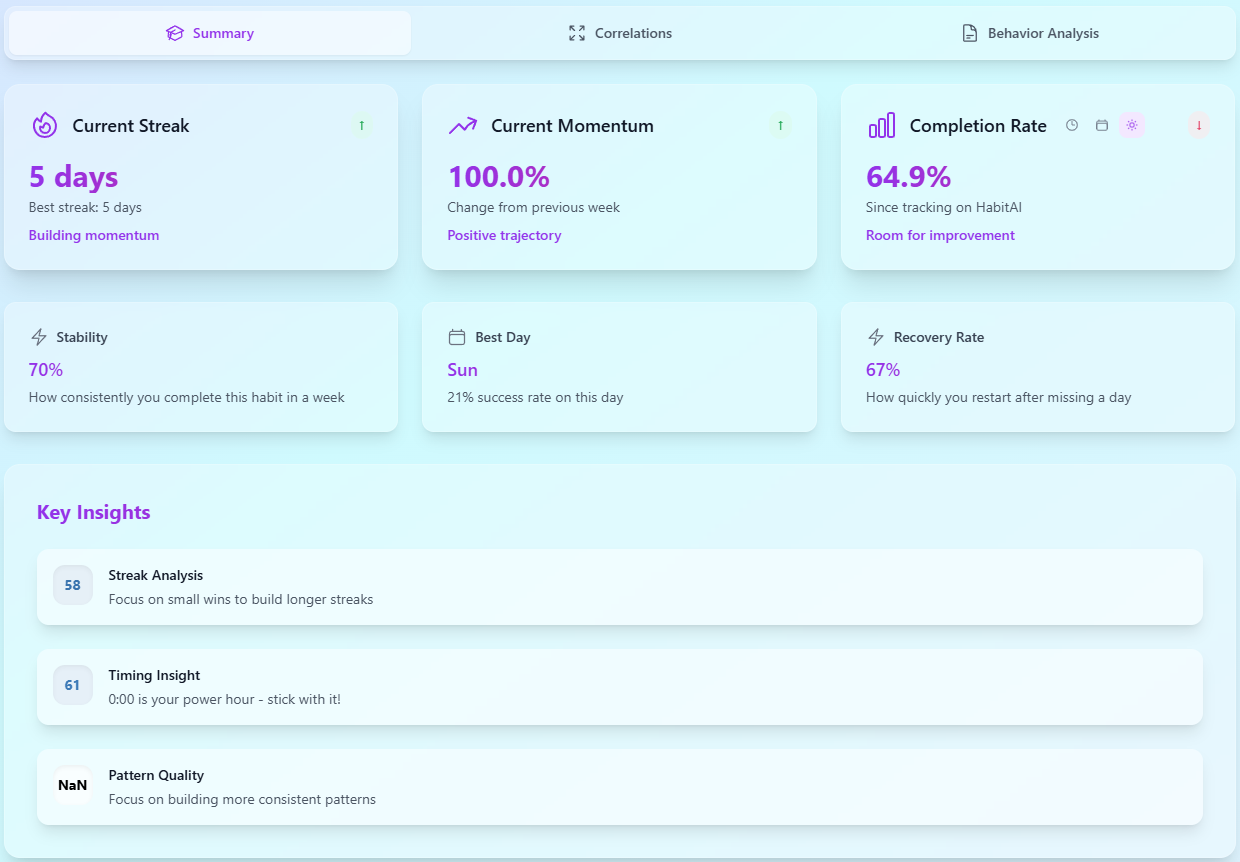 Summary
Correlations
Behavior Analysis
Current Streak
↑
5 days
Best streak: 5 days
Building momentum
Current Momentum
↑
100.0%
Change from previous week
Positive trajectory
Completion Rate
↓
64.9%
Since tracking on HabitAI
Room for improvement
Stability
70%
How consistently you complete this habit in a week
Best Day
Sun
21% success rate on this day
Recovery Rate
67%
How quickly you restart after missing a day
Key Insights
58
Streak Analysis
Focus on small wins to build longer streaks
61
Timing Insight
0:00 is your power hour - stick with it!
NaN
Pattern Quality
Focus on building more consistent patterns